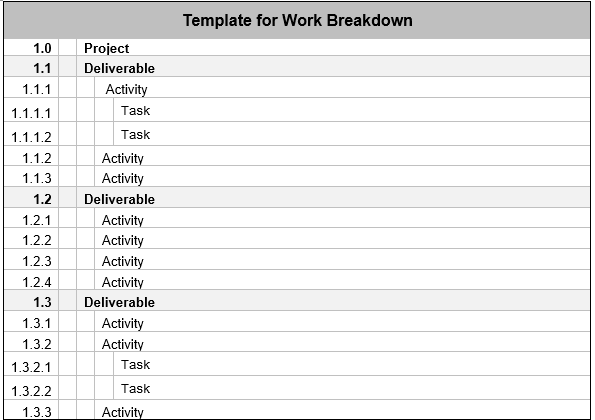 Template for Work Breakdown
1.0 Project
1.1 Deliverable
1.1.1 Activity
1.1.1.1 Task
1.1.1.2 Task
1.1.2 Activity
1.1.3 Activity
1.2 Deliverable
1.2.1 Activity
1.2.2 Activity
1.2.3 Activity
1.2.4 Activity
1.3 Deliverable
1.3.1 Activity
1.3.2 Activity
1.3.2.1 Task
1.3.2.2 Task
1.3.3 Activity